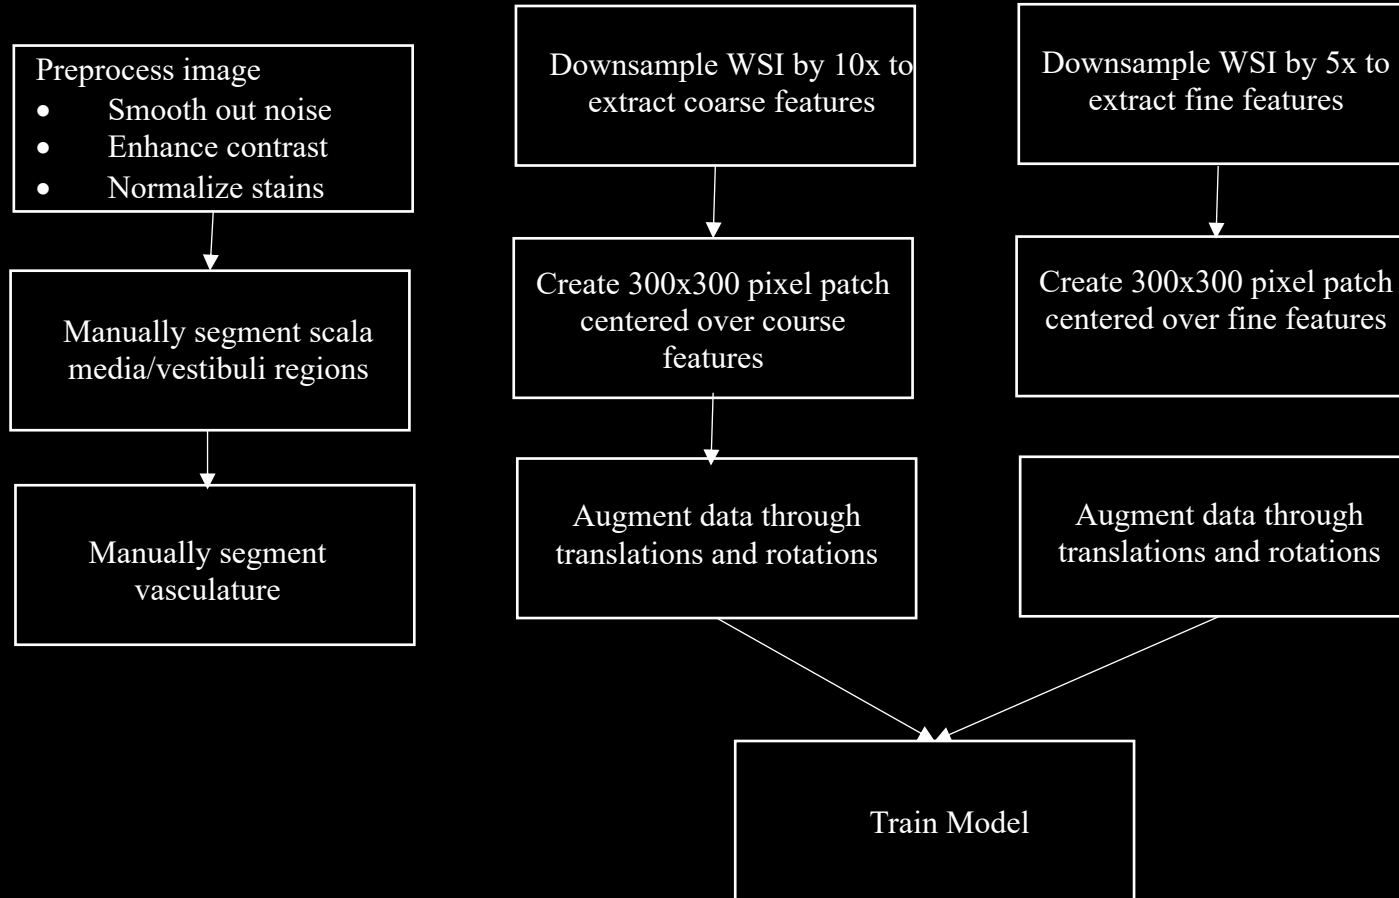 Preprocess image
• Smooth out noise
• Enhance contrast
• Normalize stains
Manually segment scala
media/vestibuli regions
Manually segment
vasculature
Downsample WSI by 10x to
extract coarse features
Create 300x300 pixel patch
centered over course
features
Augment data through
translations and rotations
Downsample WSI by 5x to
extract fine features
Create 300x300 pixel patch
centered over fine features
Augment data through
translations and rotations
Train Model